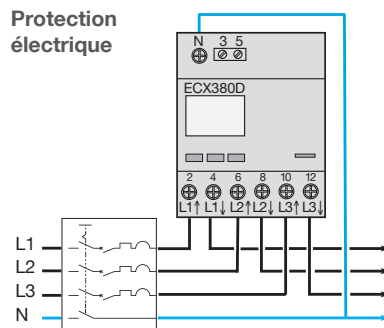 Protection
électrique
N 3 5
ECX380D
2 4 6 8 10 12
L1↑ L1↓ L2↑ L2↓ L3↑ L3↓
L1
L2
L3
N